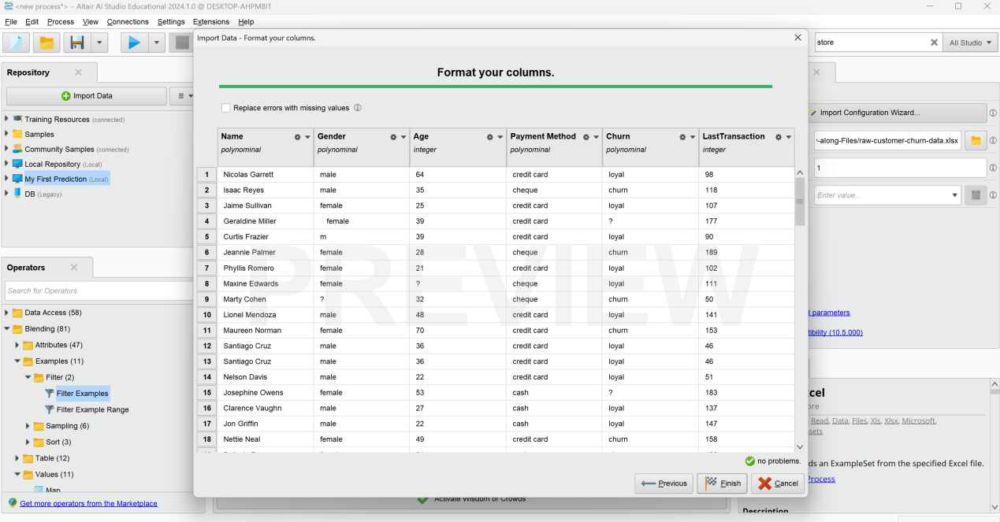 <new process*> – Altair AI Studio Educational 2024.1.0 @ DESKTOP-AHPMBIT
File Edit Process View Connections Settings Extensions Help
store
All Studio
Repository
Import Data
Training Resources (connected)
Samples
Community Samples (connected)
Local Repository (Local)
My First Prediction (Local)
DB (Legacy)
Operators
Search for Operators
Data Access (58)
Blending (81)
Attributes (47)
Examples (11)
Filter (2)
Filter Examples
Filter Example Range
Sampling (6)
Sort (3)
Table (12)
Values (11)
Map
Get more operators from the Marketplace
Import Data - Format your columns.
Format your columns.
Replace errors with missing values
Name Gender Age Payment Method Churn LastTransaction
polynominal polynominal integer polynominal polynominal integer
1 Nicolas Garrett male 64 credit card loyal 98
2 Isaac Reyes male 35 cheque churn 118
3 Jaime Sullivan female 25 credit card loyal 107
4 Geraldine Miller female 39 credit card ? 177
5 Curtis Frazier m 39 credit card loyal 90
6 Jeannie Palmer female 28 cheque churn 189
7 Phyllis Romero female 21 credit card loyal 102
8 Maxine Edwards female ? cheque loyal 111
9 Marty Cohen ? 32 cheque churn 50
10 Lionel Mendoza male 48 credit card loyal 141
11 Maureen Norman female 70 credit card churn 153
12 Santiago Cruz male 36 credit card loyal 46
13 Santiago Cruz male 36 credit card loyal 46
14 Nelson Davis male 22 credit card loyal 51
15 Josephine Owens female 53 cash ? 183
16 Clarence Vaughn male 27 cash loyal 137
17 Jon Griffin male 22 cash loyal 147
18 Nettie Neal female 49 credit card churn 158
PREVIEW
no problems.
Previous Finish Cancel
Activate Wisdom of Crowds
Import Configuration Wizard...
-along-Files/raw-customer-churn-data.xlsx
1
Enter value...
parameters
tibility (10.5.000)
cel
Read, Data, Files, Xls, Xlsx, Microsoft,
sets
ds an ExampleSet from the specified Excel file.
Process
Description